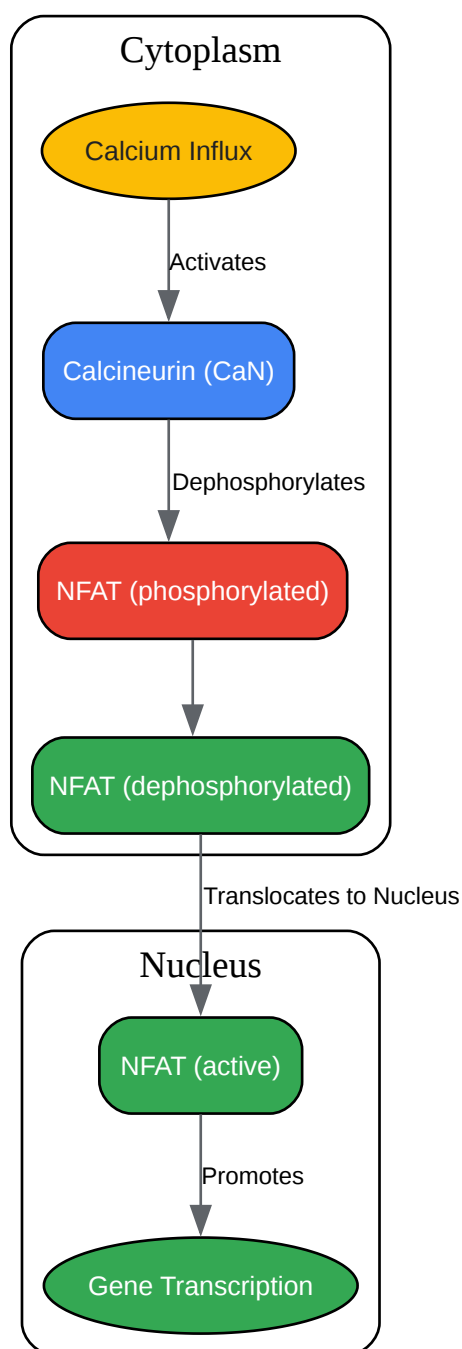 Cytoplasm
Calcium Influx
Activates
Calcineurin (CaN)
Dephosphorylates
NFAT (phosphorylated)
NFAT (dephosphorylated)
Translocates to Nucleus
Nucleus
NFAT (active)
Promotes
Gene Transcription